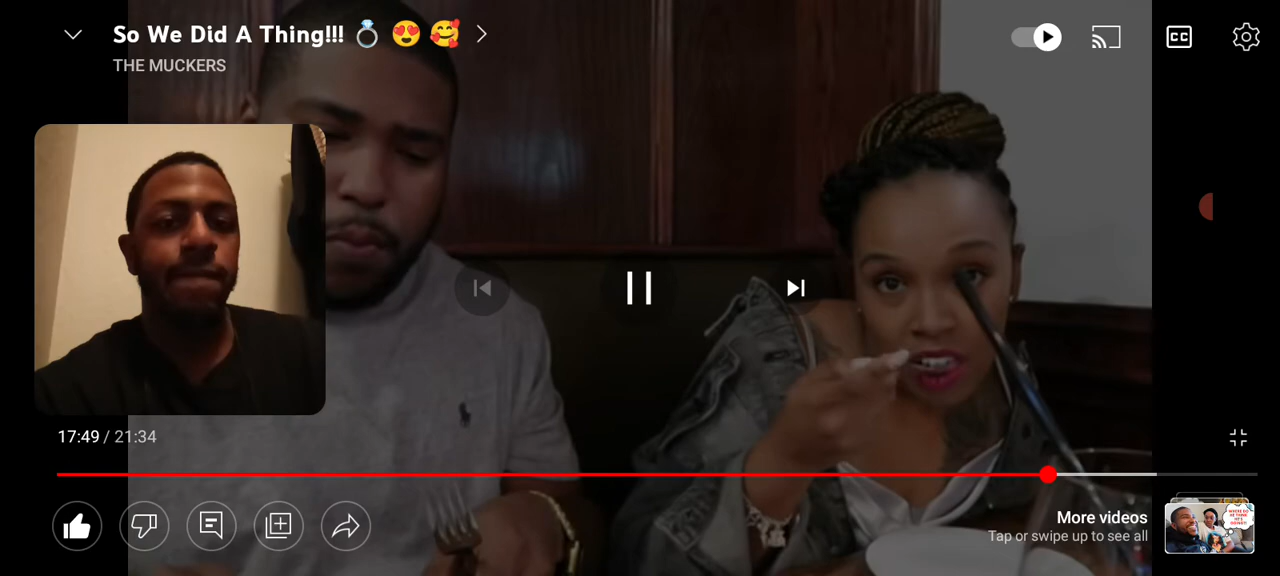 So We Did A Thing!!! 💍 😍 🥰
THE MUCKERS
CC
17:49 / 21:34
More videos
Tap or swipe up to see all